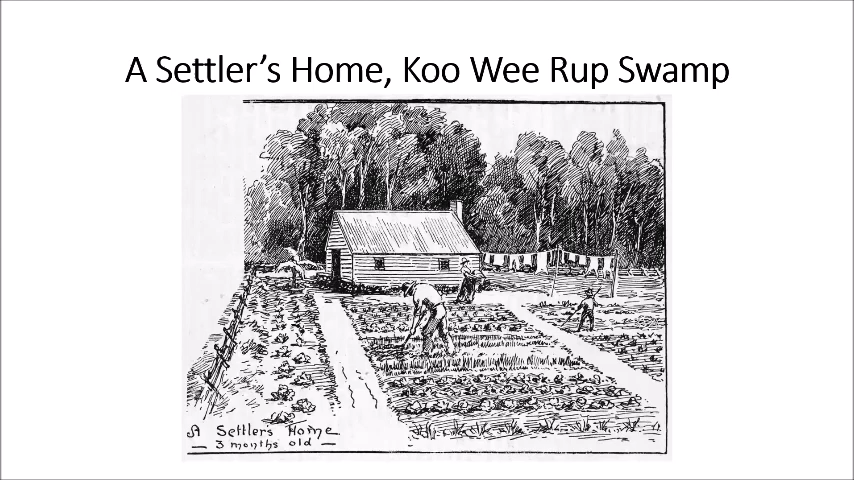 A Settler’s Home, Koo Wee Rup Swamp
A Settler's Home
— 3 months old —